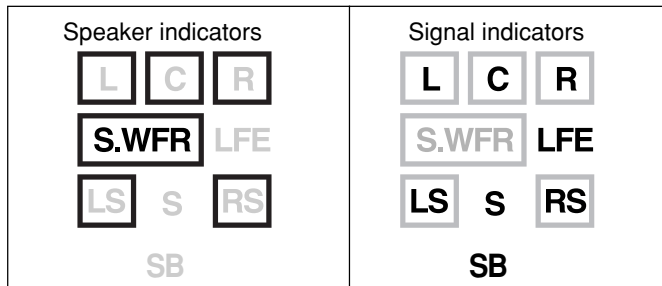 Speaker indicators
L C R
S.WFR LFE
LS S RS
SB
Signal indicators
L C R
S.WFR LFE
LS S RS
SB